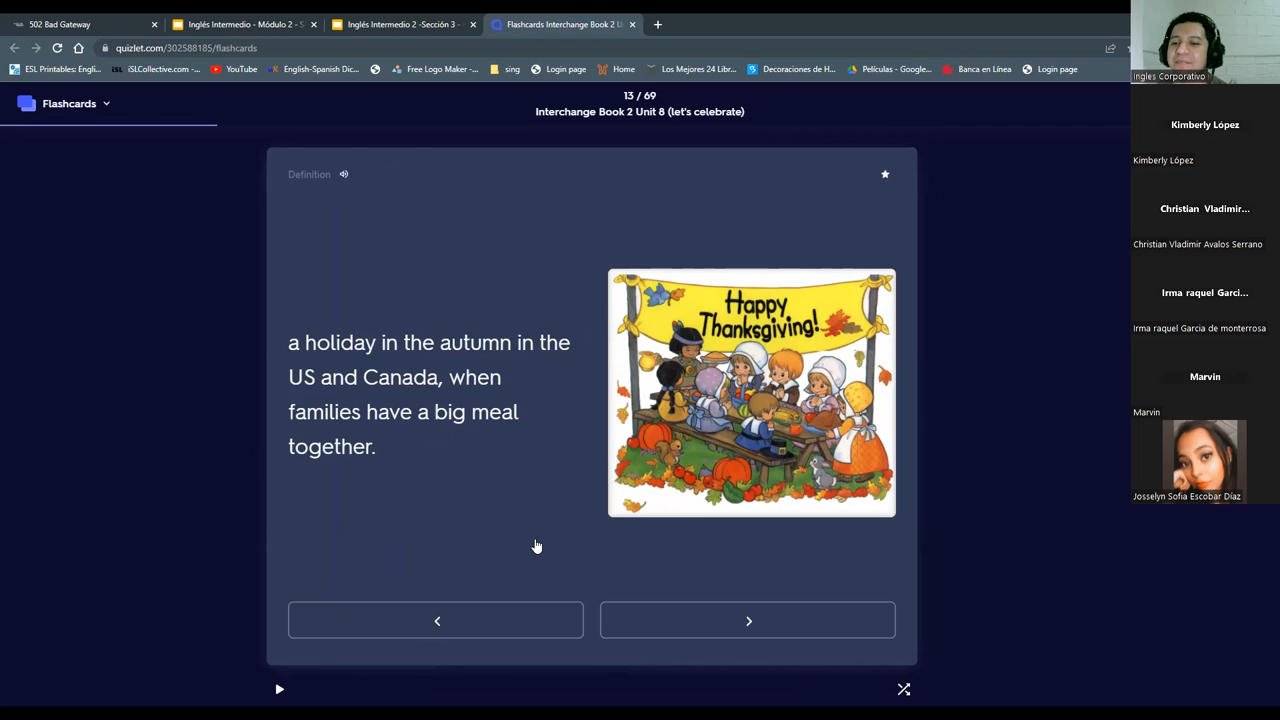 502 Bad Gateway
Inglés Intermedio - Módulo 2 - S
Inglés Intermedio 2 -Sección 3 -
Flashcards Interchange Book 2 U
quizlet.com/302588185/flashcards
ESL Printables: Engli...
iSLCollective.com -...
YouTube
English-Spanish Dic...
Free Logo Maker -...
sing
Login page
Home
Los Mejores 24 Libr...
Decoraciones de H...
Películas - Google...
Banca en Línea
Login page
Ingles Corporativo
Flashcards
13 / 69
Interchange Book 2 Unit 8 (let's celebrate)
Definition
a holiday in the autumn in the
US and Canada, when
families have a big meal
together.
Happy
Thanksgiving!
Kimberly López
Kimberly López
Christian Vladimir...
Christian Vladimir Avalos Serrano
Irma raquel Garci...
Irma raquel Garcia de monterrosa
Marvin
Marvin
Josselyn Sofia Escobar Díaz